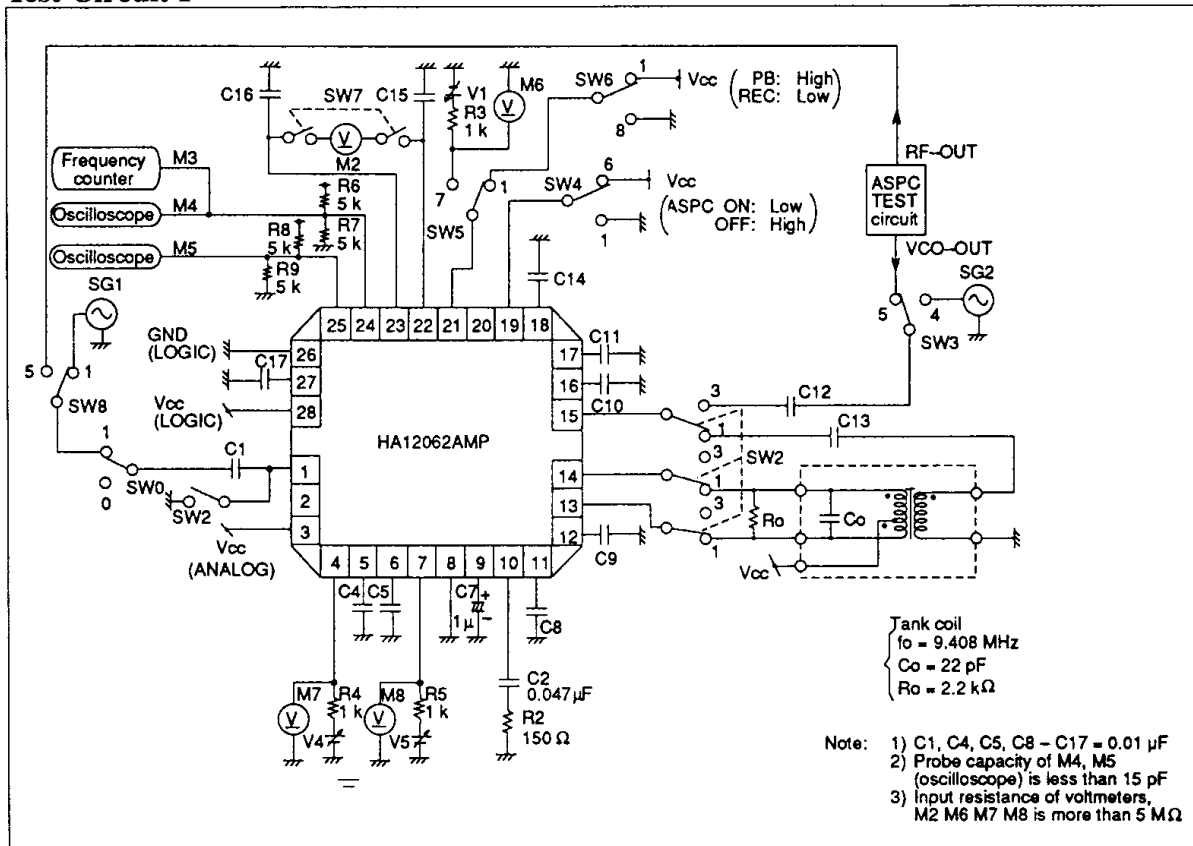 Test Circuit 1
C16
SW7
C15
V1
R3
1 k
M6
V
SW6
1
Vcc
( PB: High
REC: Low )
8
V
M2
Frequency
counter
M3
Oscilloscope
M4
Oscilloscope
M5
R6
5 k
R8
5 k
R7
5 k
R9
5 k
7
1
SW5
SW4
6
Vcc
( ASPC ON: Low
OFF: High )
1
RF-OUT
ASPC
TEST
circuit
VCO-OUT
SG2
5
4
SW3
C14
SG1
GND
(LOGIC)
C17
Vcc
(LOGIC)
5
1
SW8
1
SW0
0
C1
SW2
Vcc
(ANALOG)
25 24 23 22 21 20 19 18
26
27
28
1
2
3
HA12062AMP
17
16
15
14
13
12
4 5 6 7 8 9 10 11
C11
C10
C9
3
1
3
1
3
1
SW2
C12
C13
Ro
Co
Vcc
C4
C5
C7
+
–
1 µ
C8
C2
0.047 µF
R2
150 Ω
M7
V
R4
1 k
V4
M8
V
R5
1 k
V5
Tank coil
fo = 9.408 MHz
Co = 22 pF
Ro = 2.2 kΩ
Note: 1) C1, C4, C5, C8 – C17 = 0.01 µF
2) Probe capacity of M4, M5
(oscilloscope) is less than 15 pF
3) Input resistance of voltmeters,
M2 M6 M7 M8 is more than 5 MΩ